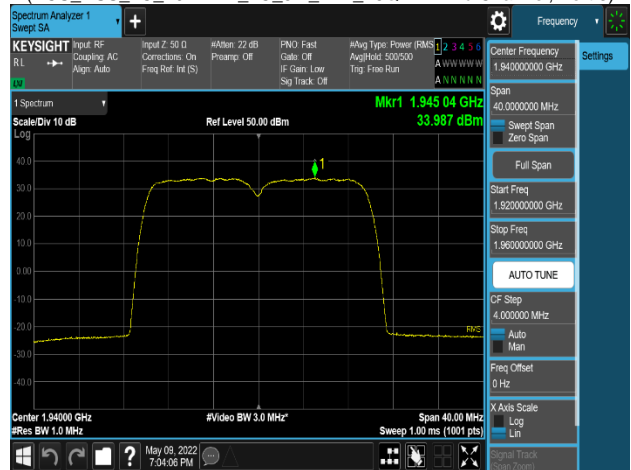 Spectrum Analyzer 1
Swept SA
Frequency
KEYSIGHT
RL
Input: RF
Coupling: AC
Align: Auto
Input Z: 50 Ω
Corrections: On
Freq Ref: Int (S)
#Atten: 22 dB
Preamp: Off
PNO: Fast
Gate: Off
IF Gain: Low
Sig Track: Off
#Avg Type: Power (RMS
Avg|Hold: 500/500
Trig: Free Run
1 2 3 4 5 6
A W W W W W
A N N N N N
1 Spectrum
Scale/Div 10 dB
Ref Level 50.00 dBm
Mkr1 1.945 04 GHz
33.987 dBm
Log
40.0
30.0
20.0
10.0
0.00
-10.0
-20.0
-30.0
-40.0
1
RMS
Center 1.94000 GHz
#Res BW 1.0 MHz
#Video BW 3.0 MHz*
Span 40.00 MHz
Sweep 1.00 ms (1001 pts)
May 09, 2022
7:04:06 PM
Settings
Center Frequency
1.940000000 GHz
Span
40.0000000 MHz
Swept Span
Zero Span
Full Span
Start Freq
1.920000000 GHz
Stop Freq
1.960000000 GHz
AUTO TUNE
CF Step
4.000000 MHz
Auto
Man
Freq Offset
0 Hz
X Axis Scale
Log
Lin
Signal Track
(Span Zoom)